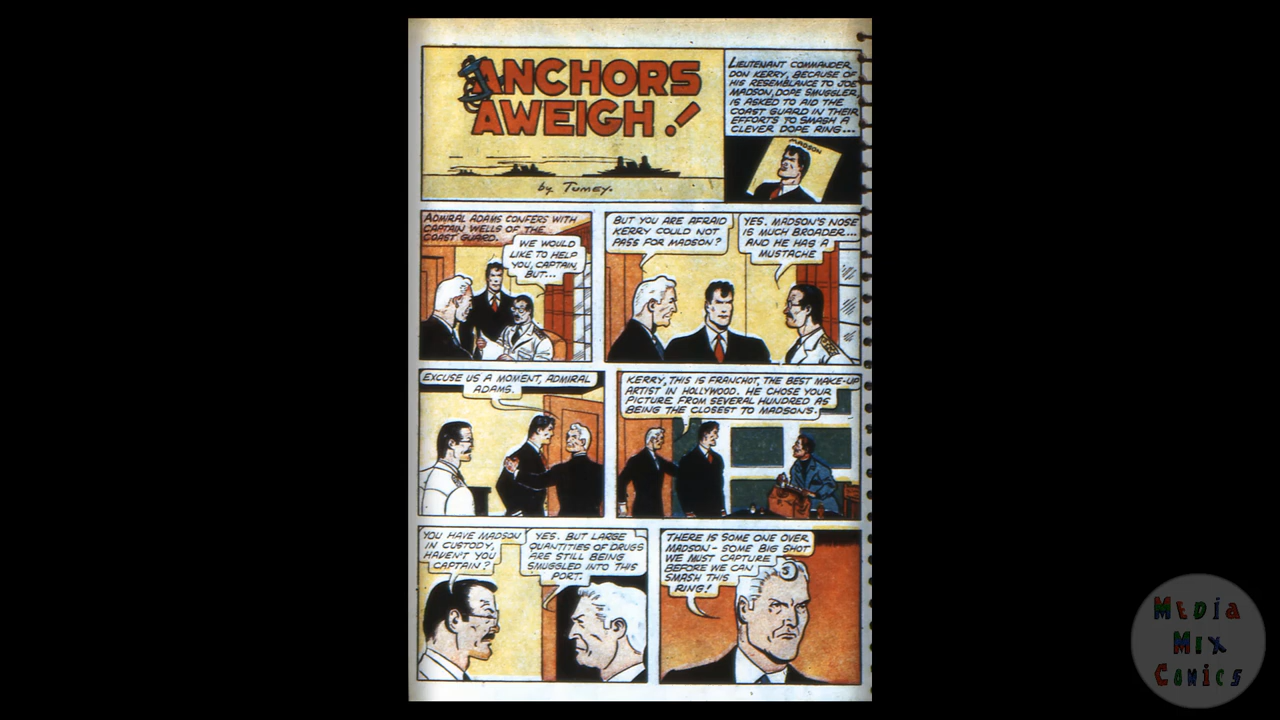 ANCHORS
AWEIGH!
by Tumey.
LIEUTENANT COMMANDER
DON KERRY, BECAUSE OF
HIS RESEMBLANCE TO JOE
MADSON, DOPE SMUGGLER,
IS ASKED TO AID THE
COAST GUARD IN THEIR
EFFORTS TO SMASH A
CLEVER DOPE RING...
MADSON
ADMIRAL ADAMS CONFERS WITH
CAPTAIN WELLS OF THE
COAST GUARD.
WE WOULD
LIKE TO HELP
YOU, CAPTAIN,
BUT...
BUT YOU ARE AFRAID
KERRY COULD NOT
PASS FOR MADSON?
YES. MADSON'S NOSE
IS MUCH BROADER...
AND HE HAS A
MUSTACHE
EXCUSE US A MOMENT, ADMIRAL
ADAMS.
KERRY, THIS IS FRANCHOT, THE BEST MAKE-UP
ARTIST IN HOLLYWOOD. HE CHOSE YOUR
PICTURE FROM SEVERAL HUNDRED AS
BEING THE CLOSEST TO MADSON'S.
YOU HAVE MADSON
IN CUSTODY,
HAVEN'T YOU
CAPTAIN?
YES. BUT LARGE
QUANTITIES OF DRUGS
ARE STILL BEING
SMUGGLED INTO THIS
PORT.
THERE IS SOME ONE OVER
MADSON - SOME BIG SHOT
WE MUST CAPTURE
BEFORE WE CAN
SMASH THIS
RING!
MEDIA
MIX
COMICS